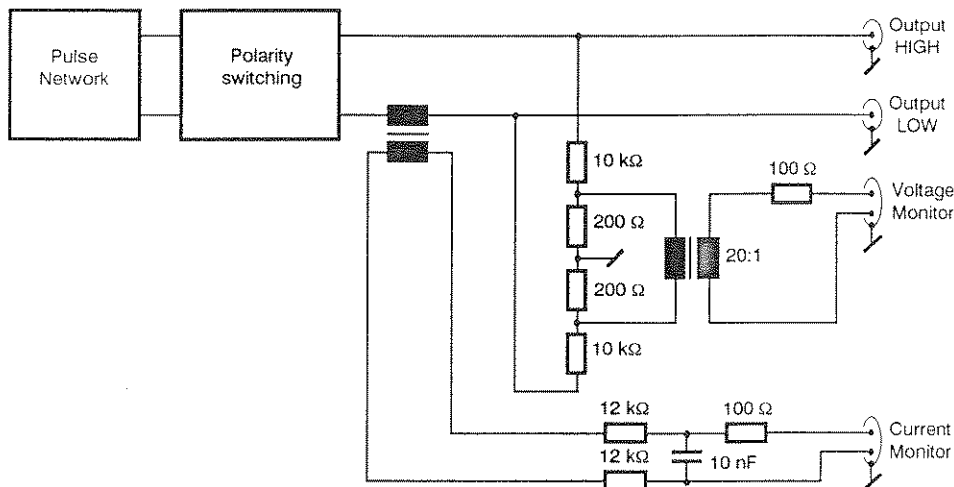 Pulse
Network
Polarity
switching
Output
HIGH
Output
LOW
10 kΩ
100 Ω
Voltage
Monitor
200 Ω
20:1
200 Ω
10 kΩ
12 kΩ
100 Ω
Current
Monitor
12 kΩ
10 nF